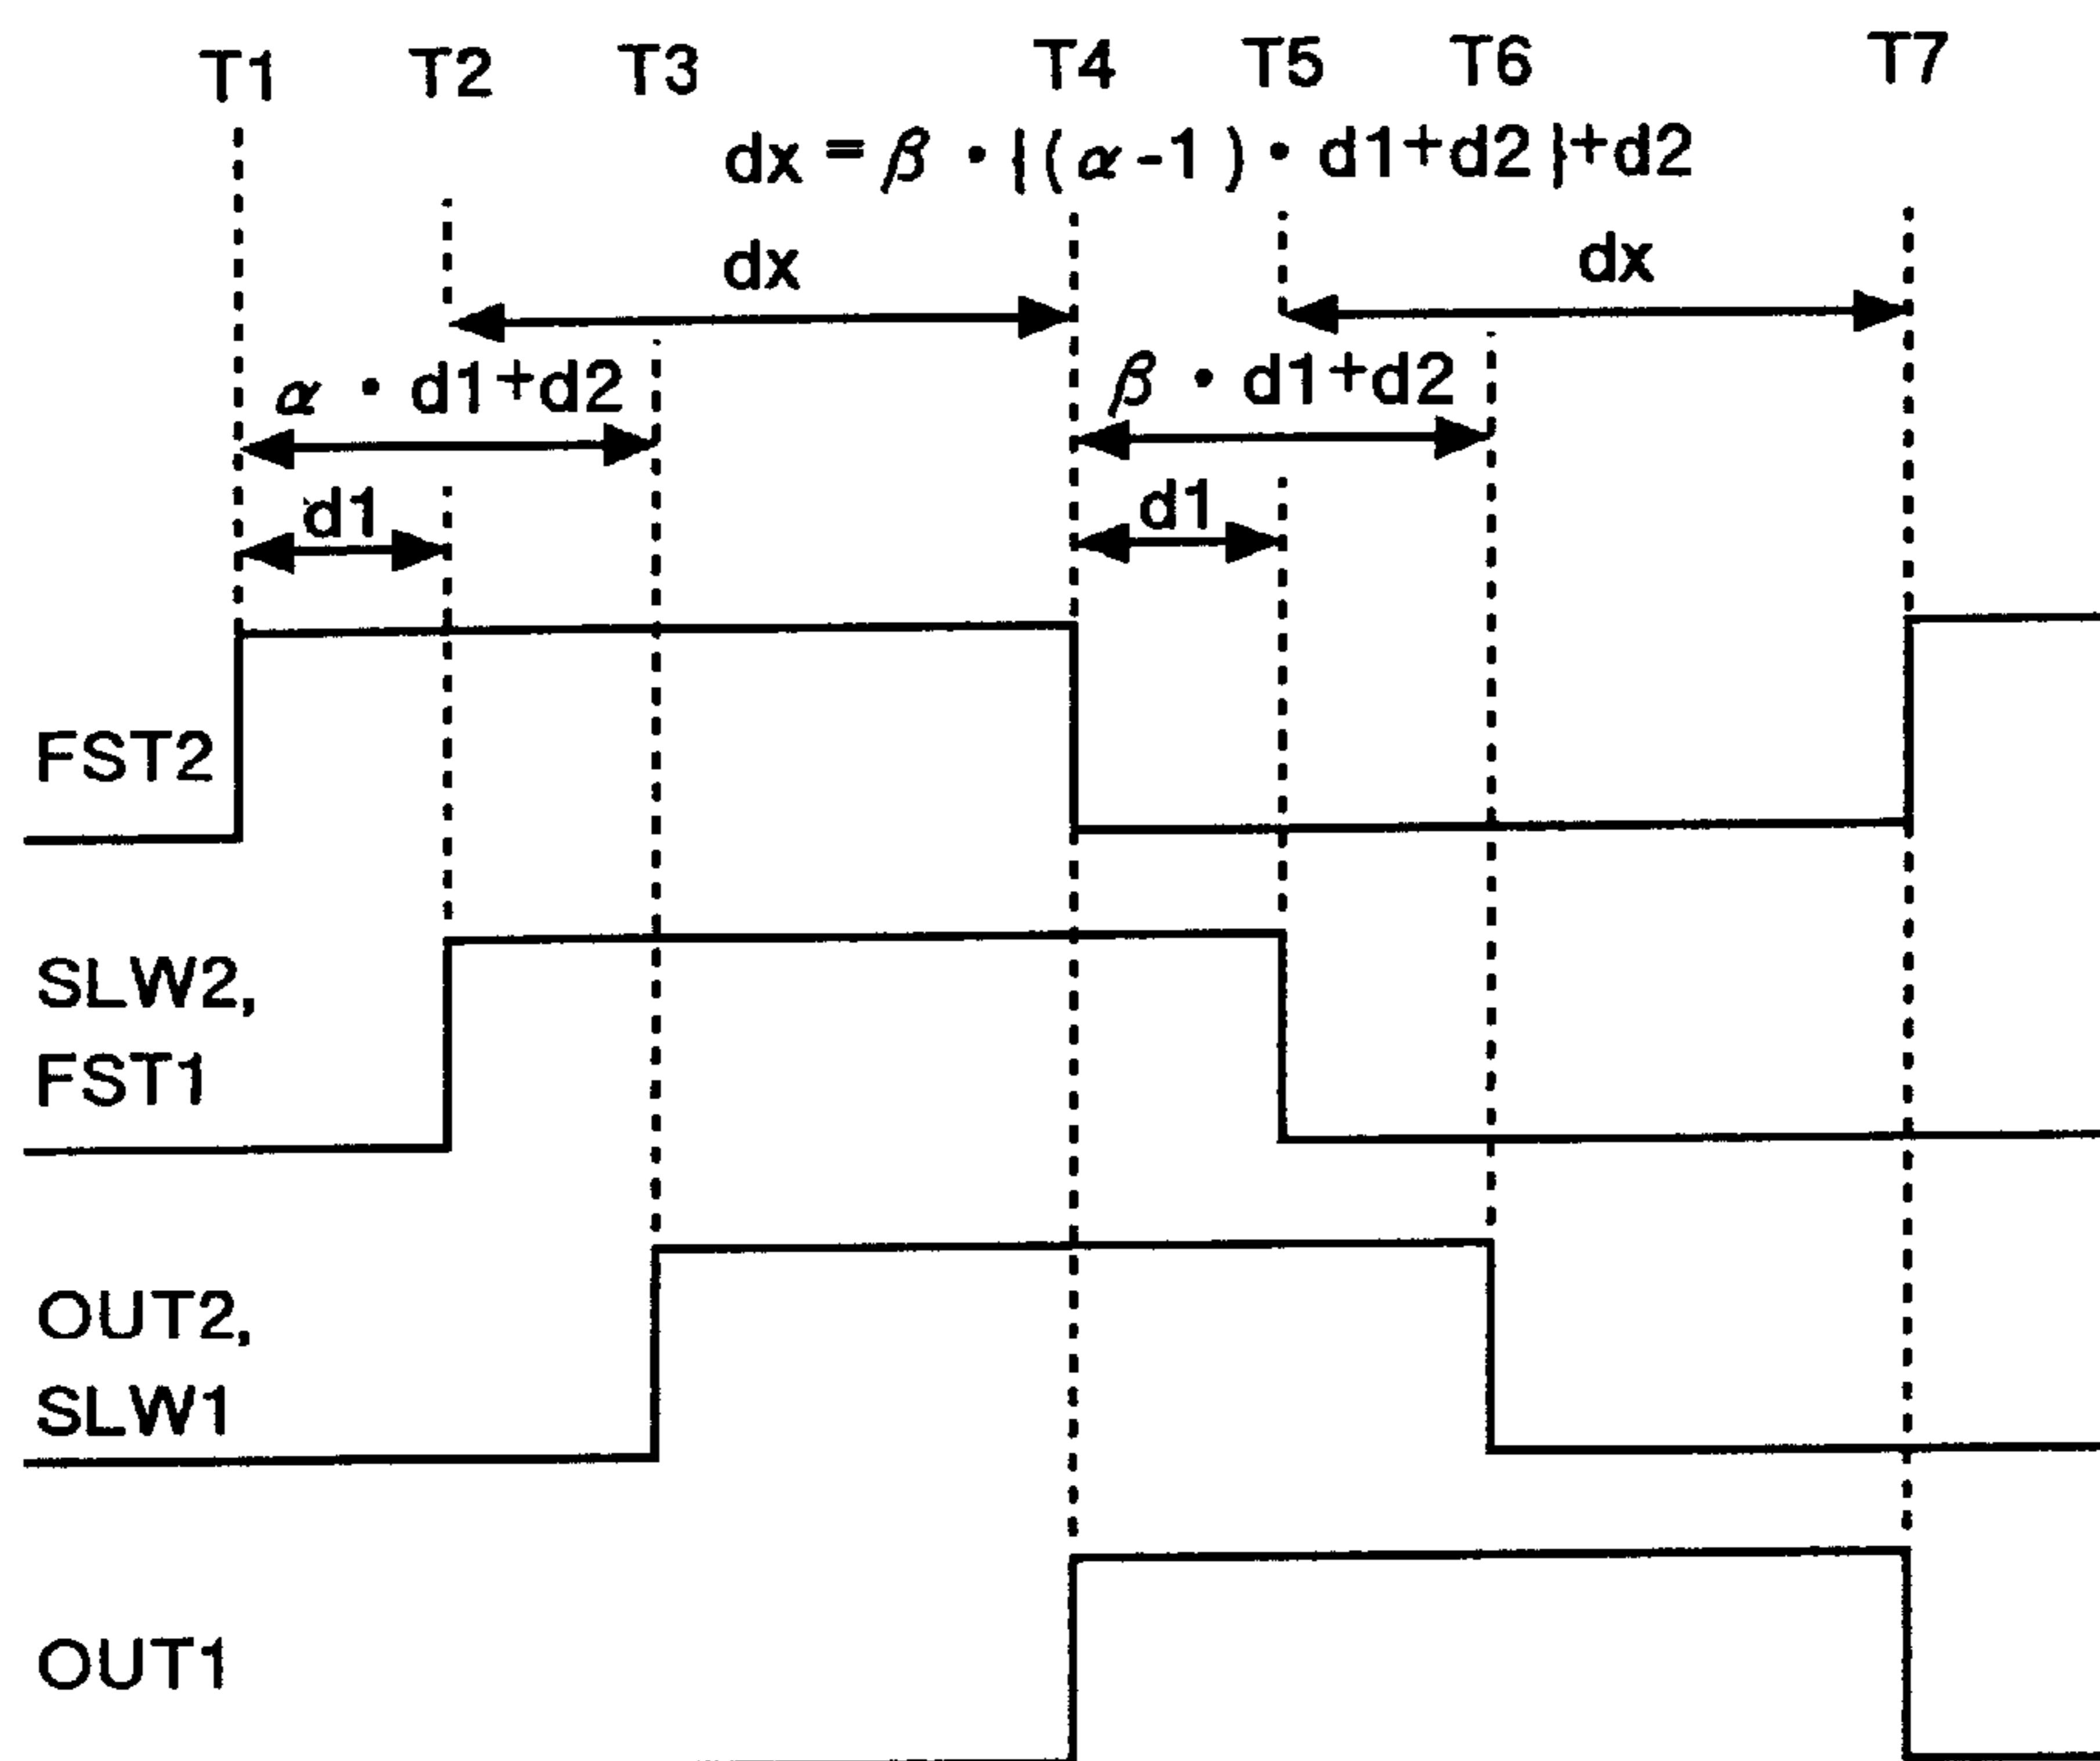 T1 T2 T3 T4 T5 T6 T7
dx = β · {(α-1)· d1+d2}+d2
dx dx
α · d1+d2 β · d1+d2
d1 d1
FST2
SLW2,
FST1
OUT2,
SLW1
OUT1